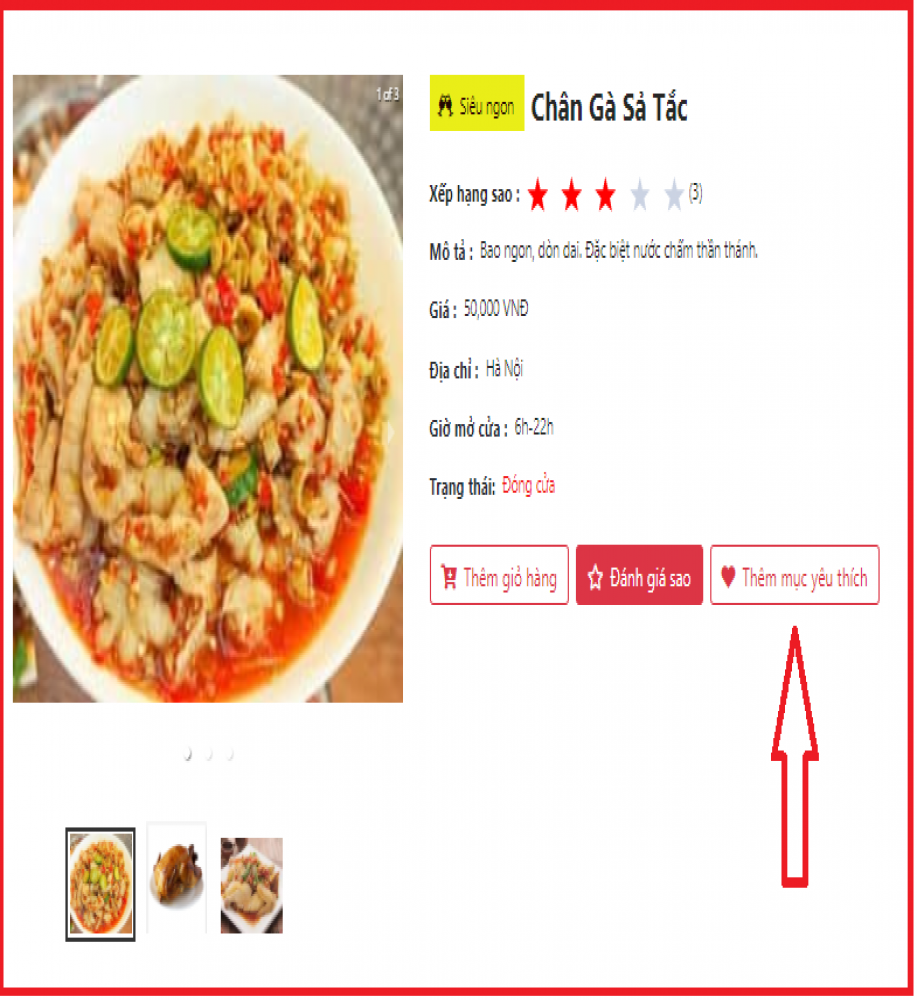 1 of 3
Siêu ngon Chân Gà Sả Tắc
Xếp hạng sao : (3)
Mô tả : Bao ngon, dòn dai. Đặc biệt nước chấm thần thánh.
Giá : 50,000 VNĐ
Địa chỉ : Hà Nội
Giờ mở cửa : 6h-22h
Trạng thái: Đóng cửa
Thêm giỏ hàng Đánh giá sao Thêm mục yêu thích